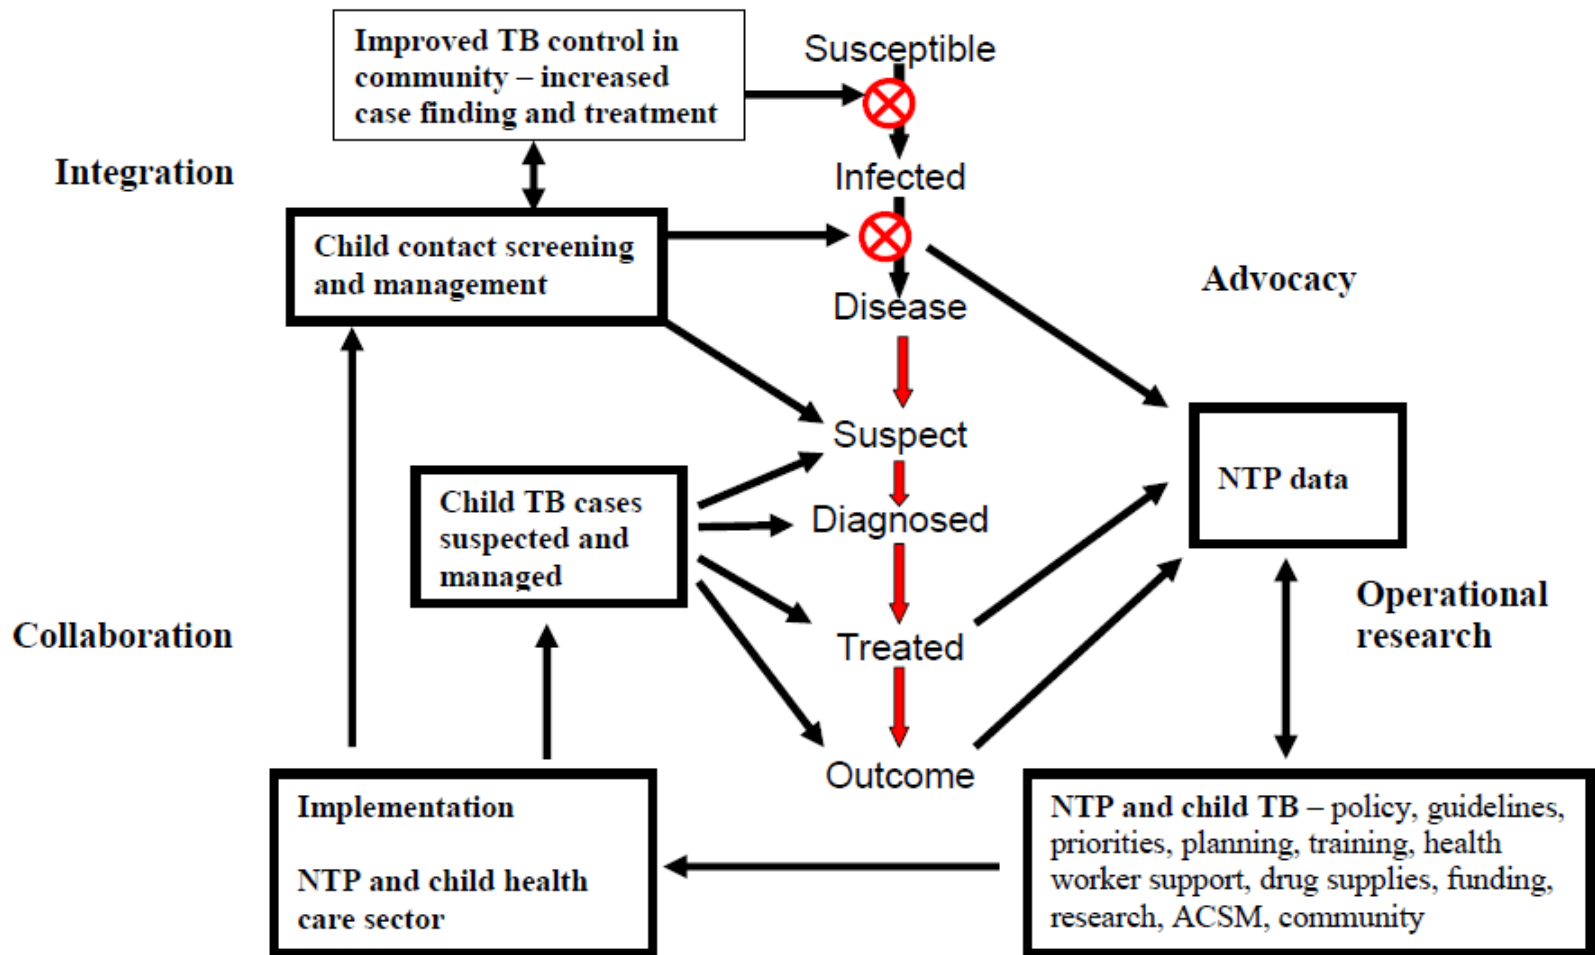 Improved TB control in
community – increased
case finding and treatment
Susceptible
Integration
Infected
Child contact screening
and management
Disease
Advocacy
Suspect
Child TB cases
suspected and
managed
Diagnosed
NTP data
Collaboration
Treated
Operational
research
Outcome
Implementation
NTP and child health
care sector
NTP and child TB – policy, guidelines,
priorities, planning, training, health
worker support, drug supplies, funding,
research, ACSM, community